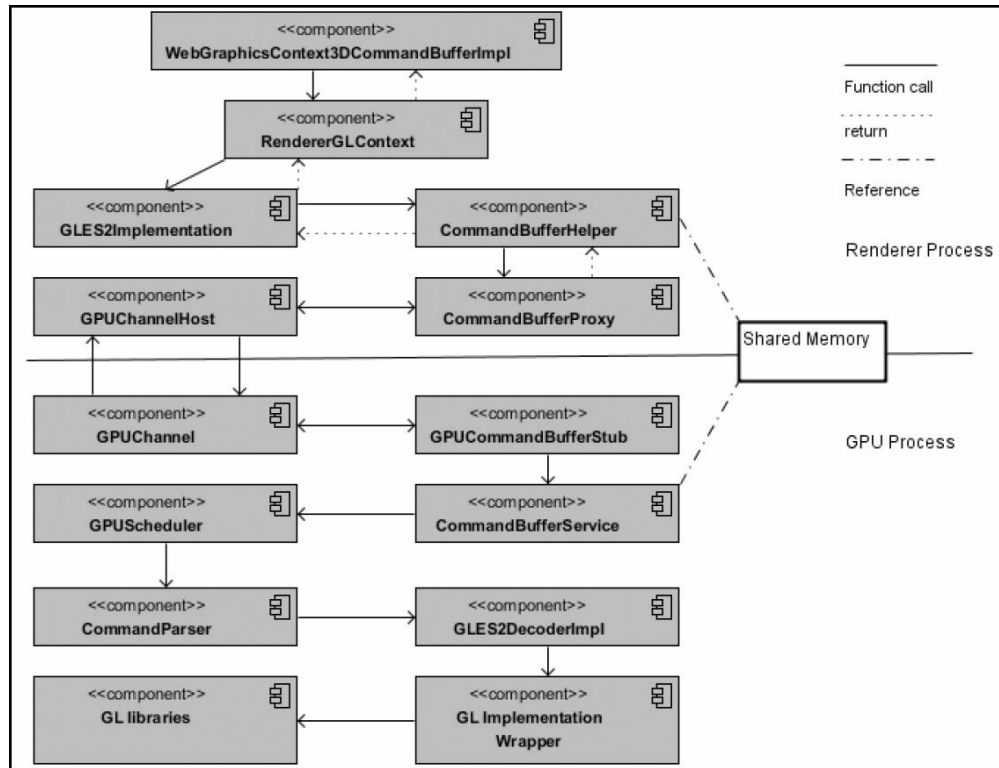 <<component>>
WebGraphicsContext3DCommandBufferImpl
<<component>>
RendererGLContext
Function call
return
Reference
<<component>>
GLES2Implementation
<<component>>
CommandBufferHelper
Renderer Process
<<component>>
GPUChannelHost
<<component>>
CommandBufferProxy
Shared Memory
<<component>>
GPUChannel
<<component>>
GPUCommandBufferStub
GPU Process
<<component>>
GPUScheduler
<<component>>
CommandBufferService
<<component>>
CommandParser
<<component>>
GLES2DecoderImpl
<<component>>
GL libraries
<<component>>
GL Implementation
Wrapper